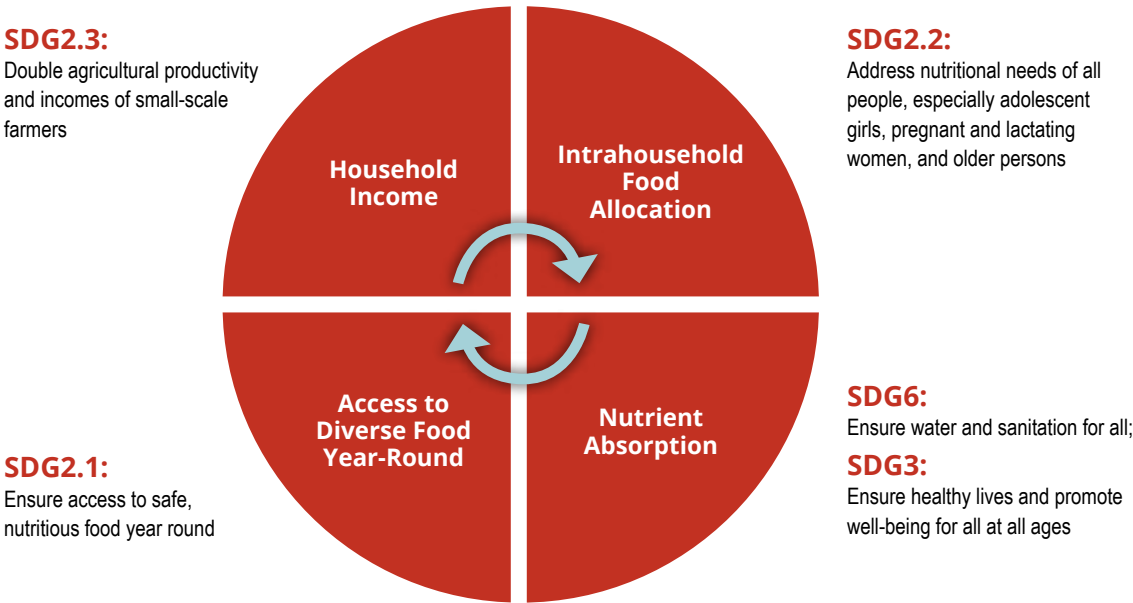 SDG2.3:
Double agricultural productivity
and incomes of small-scale
farmers
Household
Income
Intrahousehold
Food
Allocation
SDG2.2:
Address nutritional needs of all
people, especially adolescent
girls, pregnant and lactating
women, and older persons
SDG2.1:
Ensure access to safe,
nutritious food year round
Access to
Diverse Food
Year-Round
Nutrient
Absorption
SDG6:
Ensure water and sanitation for all;
SDG3:
Ensure healthy lives and promote
well-being for all at all ages